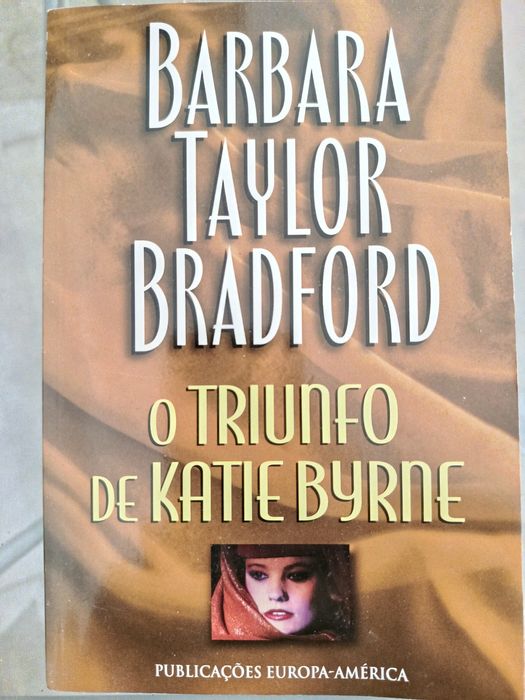 BARBARA
TAYLOR
BRADFORD
O TRIUNFO
DE KATIE BYRNE
PUBLICAÇÕES EUROPA-AMÉRICA